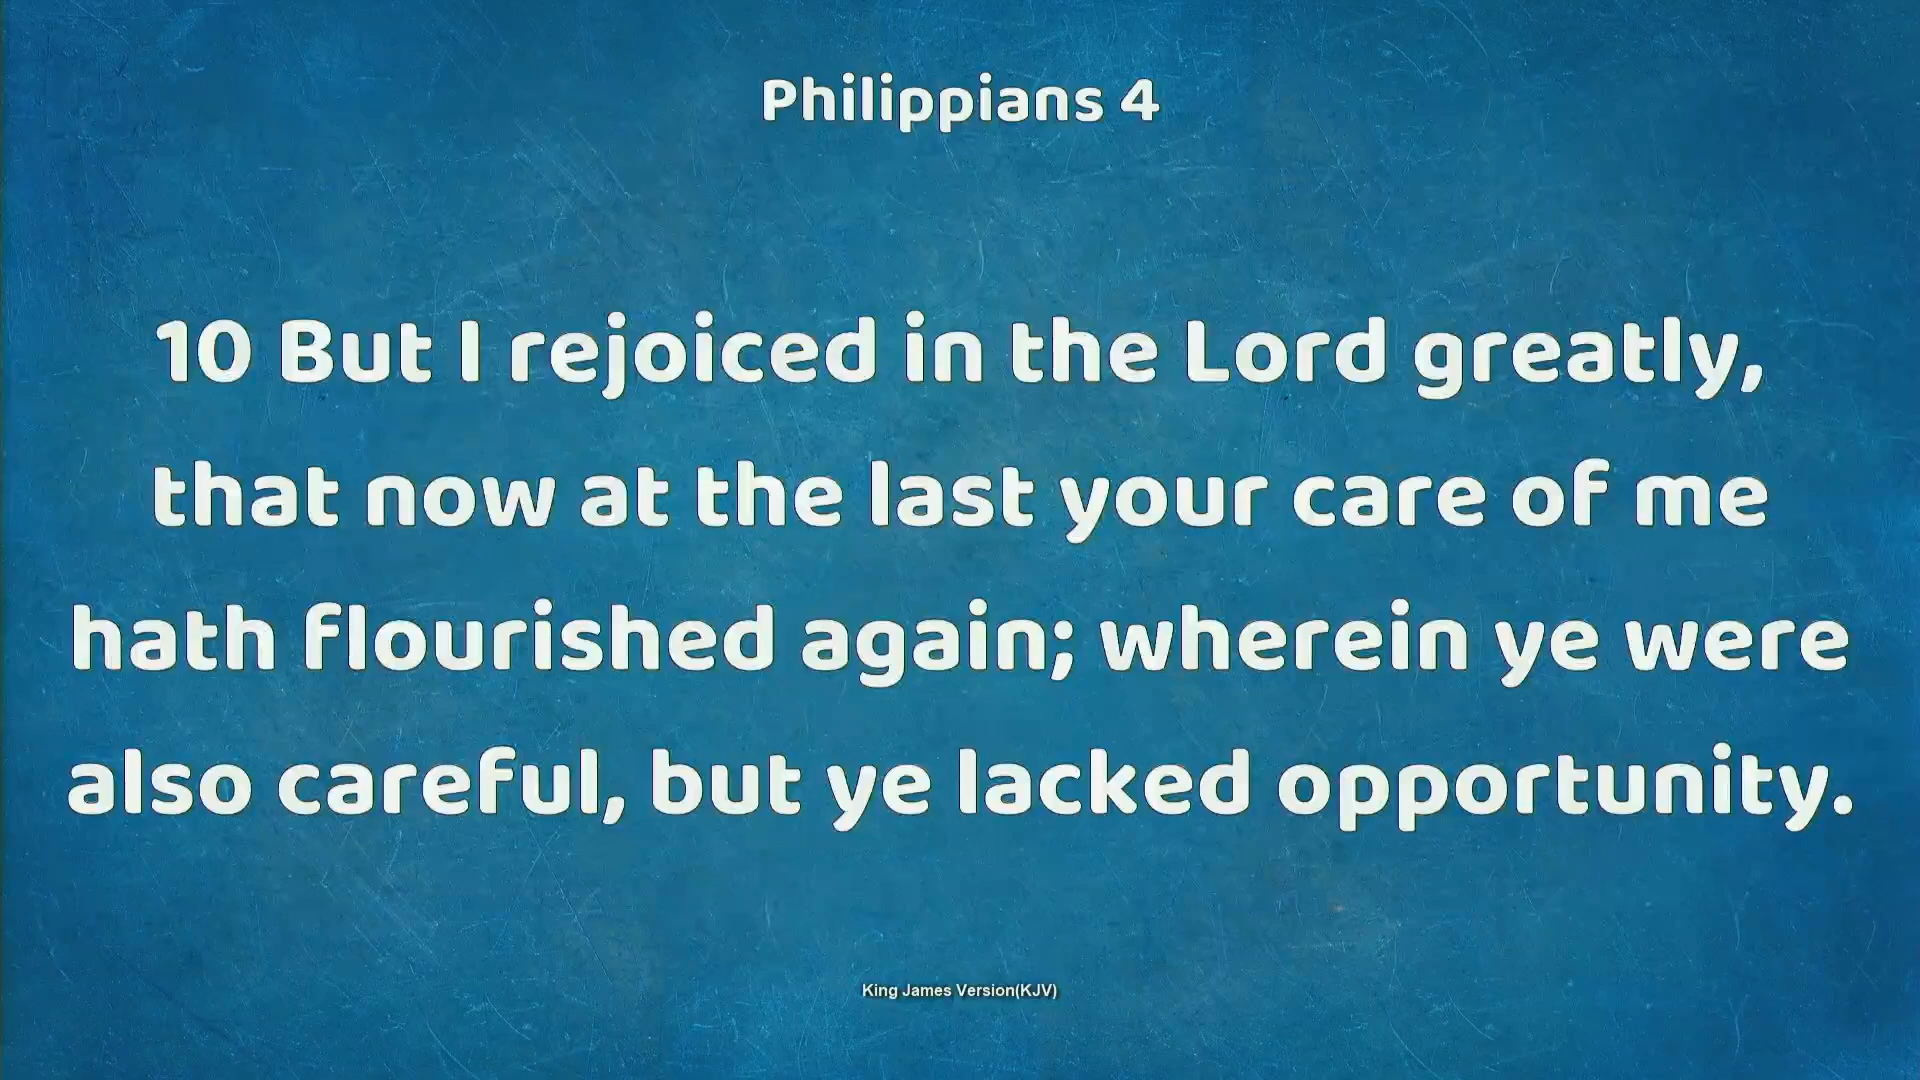 Philippians 4
10 But I rejoiced in the Lord greatly,
that now at the last your care of me
hath flourished again; wherein ye were
also careful, but ye lacked opportunity.
King James Version(KJV)